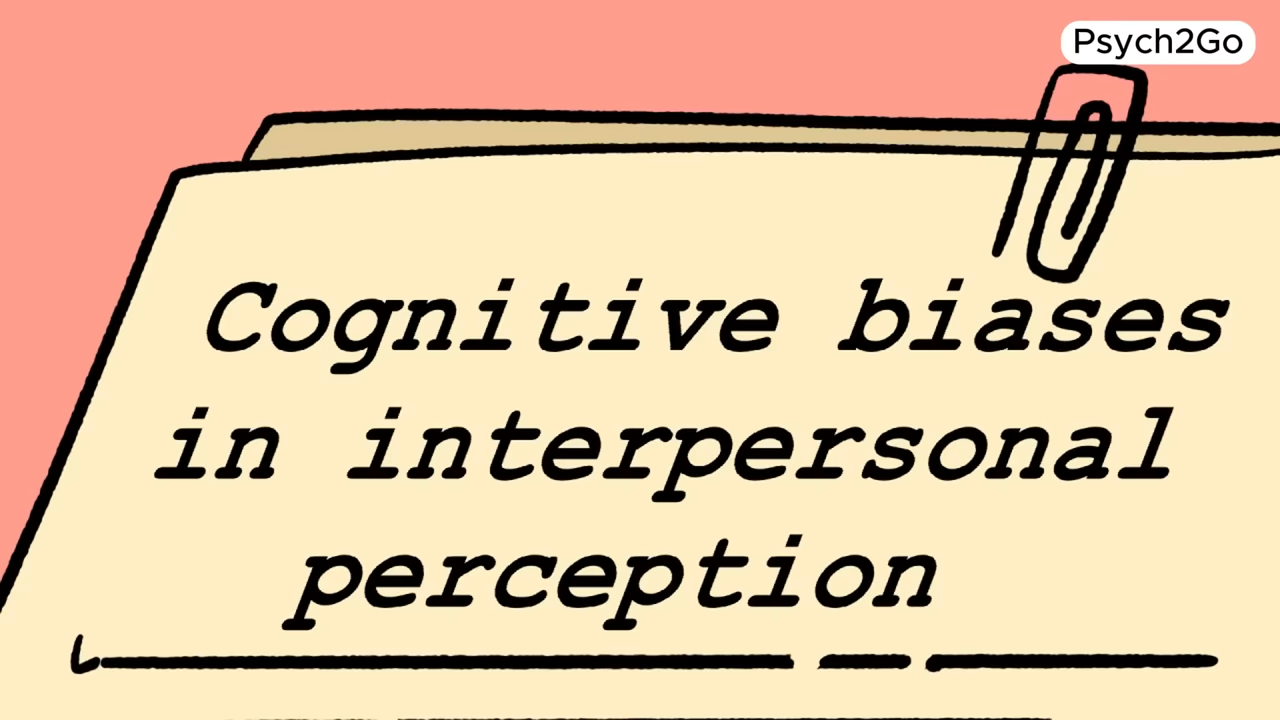 Psych2Go
Cognitive biases
in interpersonal
perception